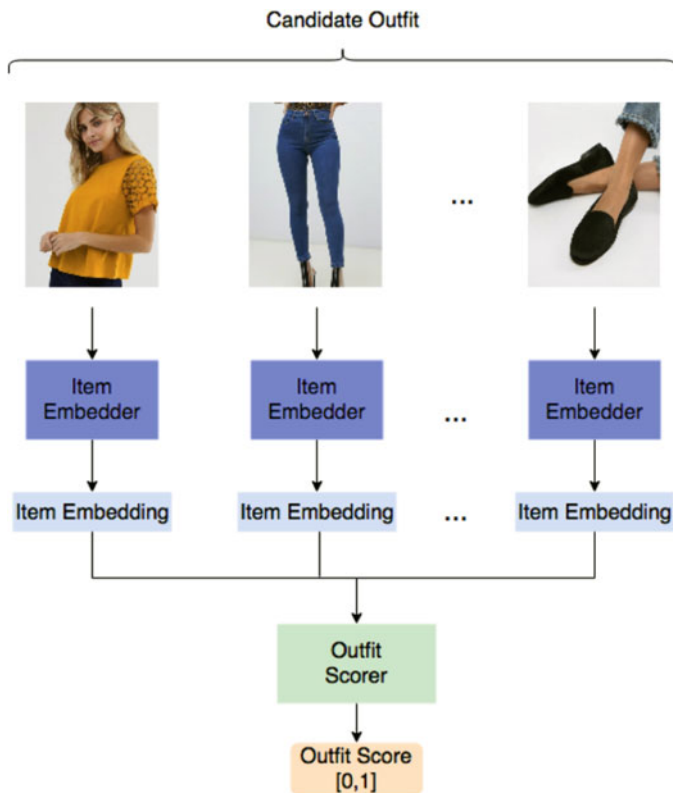 Candidate Outfit
...
Item
Embedder
Item
Embedder
...
Item
Embedder
Item Embedding
Item Embedding
...
Item Embedding
Outfit
Scorer
Outfit Score
[0,1]